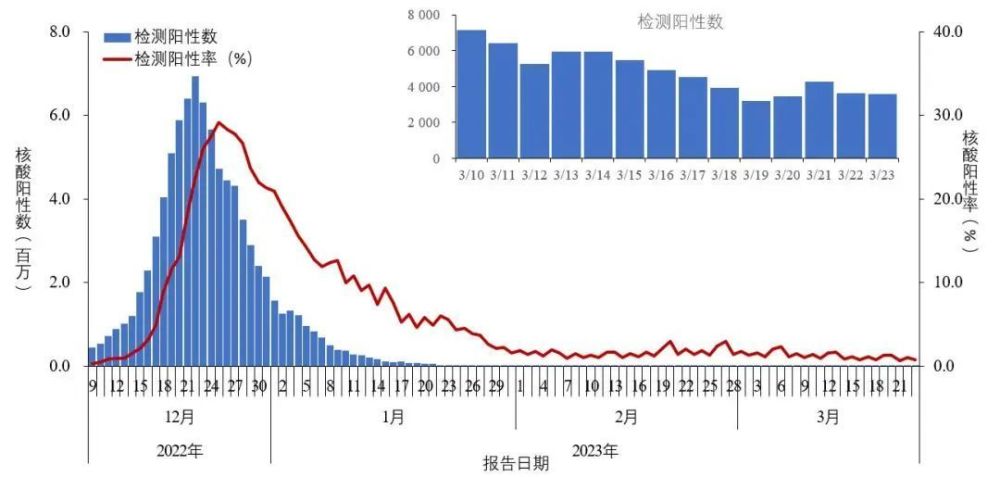 检测阳性数
检测阳性率（%）
8.0
6.0
4.0
2.0
0.0
核酸阳性数（百万）
40.0
30.0
20.0
10.0
0.0
核酸阳性率（%）
检测阳性数
8 000
6 000
4 000
2 000
0
3/10 3/11 3/12 3/13 3/14 3/15 3/16 3/17 3/18 3/19 3/20 3/21 3/22 3/23
9 12 15 18 21 24 27 30 2 5 8 11 14 17 20 23 26 29 1 4 7 10 13 16 19 22 25 28 3 6 9 12 15 18 21
12月 1月 2月 3月
2022年 2023年
报告日期